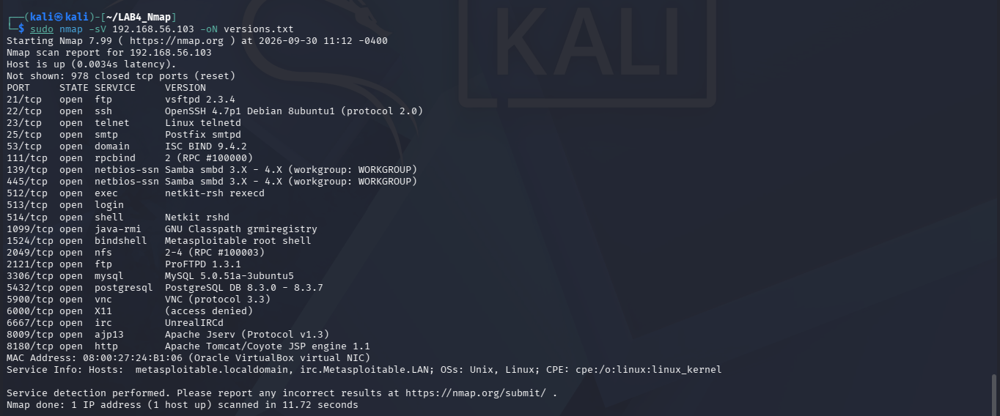 ┌──(kali㉿kali)-[~/LAB4_Nmap]
└─$ sudo nmap -sV 192.168.56.103 -oN versions.txt
Starting Nmap 7.99 ( https://nmap.org ) at 2026-09-30 11:12 -0400
Nmap scan report for 192.168.56.103
Host is up (0.0034s latency).
Not shown: 978 closed tcp ports (reset)
PORT     STATE SERVICE     VERSION
21/tcp   open  ftp         vsftpd 2.3.4
22/tcp   open  ssh         OpenSSH 4.7p1 Debian 8ubuntu1 (protocol 2.0)
23/tcp   open  telnet      Linux telnetd
25/tcp   open  smtp        Postfix smtpd
53/tcp   open  domain      ISC BIND 9.4.2
111/tcp  open  rpcbind     2 (RPC #100000)
139/tcp  open  netbios-ssn Samba smbd 3.X - 4.X (workgroup: WORKGROUP)
445/tcp  open  netbios-ssn Samba smbd 3.X - 4.X (workgroup: WORKGROUP)
512/tcp  open  exec        netkit-rsh rexecd
513/tcp  open  login
514/tcp  open  shell       Netkit rshd
1099/tcp open  java-rmi    GNU Classpath grmiregistry
1524/tcp open  bindshell   Metasploitable root shell
2049/tcp open  nfs         2-4 (RPC #100003)
2121/tcp open  ftp         ProFTPD 1.3.1
3306/tcp open  mysql       MySQL 5.0.51a-3ubuntu5
5432/tcp open  postgresql  PostgreSQL DB 8.3.0 - 8.3.7
5900/tcp open  vnc         VNC (protocol 3.3)
6000/tcp open  X11         (access denied)
6667/tcp open  irc         UnrealIRCd
8009/tcp open  ajp13       Apache Jserv (Protocol v1.3)
8180/tcp open  http        Apache Tomcat/Coyote JSP engine 1.1
MAC Address: 08:00:27:24:B1:06 (Oracle VirtualBox virtual NIC)
Service Info: Hosts:  metasploitable.localdomain, irc.Metasploitable.LAN; OSs: Unix, Linux; CPE: cpe:/o:linux:linux_kernel
Service detection performed. Please report any incorrect results at https://nmap.org/submit/ .
Nmap done: 1 IP address (1 host up) scanned in 11.72 seconds
KALI